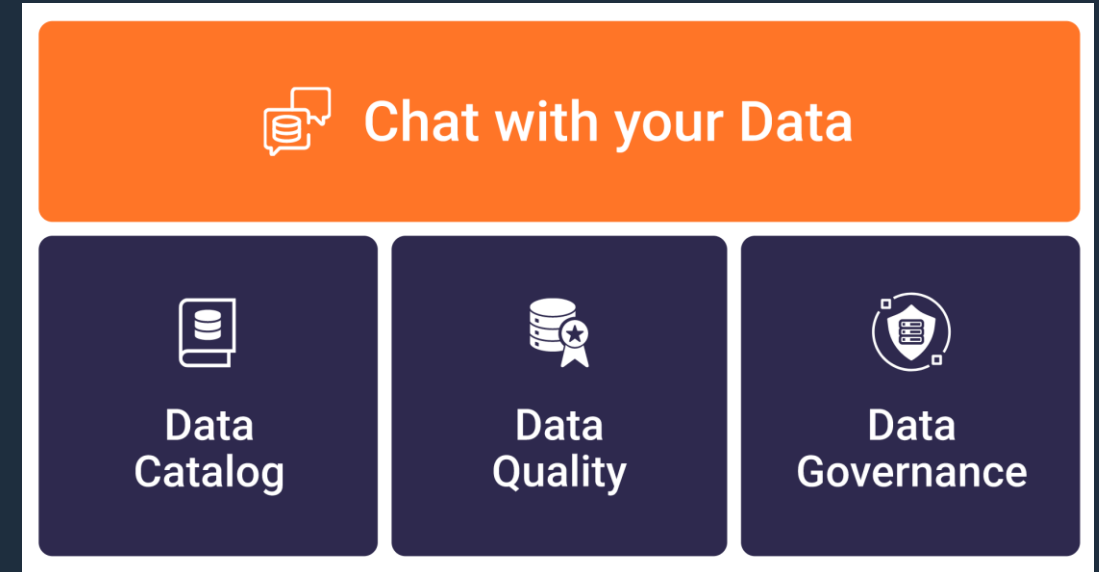 Chat with your Data
Data
Catalog
Data
Quality
Data
Governance